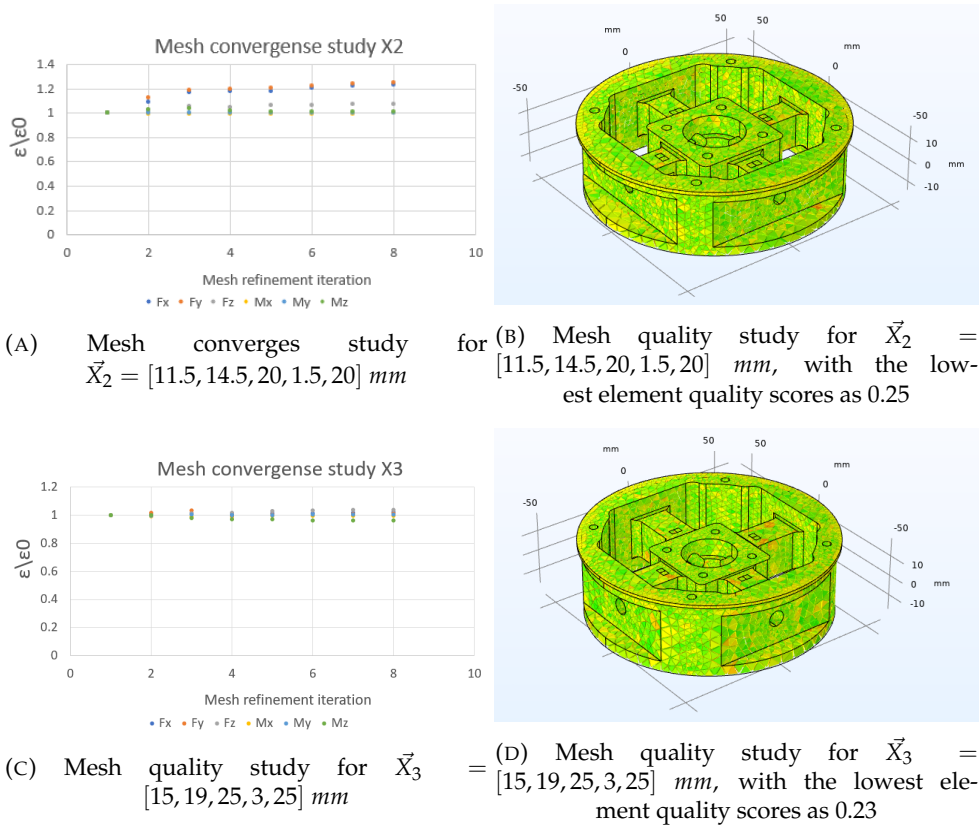 Mesh convergense study X2
1.4
1.2
1
0.8
0.6
0.4
0.2
0
ε\ε0
0 2 4 6 8 10
Mesh refinement iteration
Fx Fy Fz Mx My Mz
50
50
mm
mm
0
0
-50
-50
10
0 mm
-10
(A) Mesh converges study for
X⃗2 = [11.5, 14.5, 20, 1.5, 20] mm
(B) Mesh quality study for X⃗2 =
[11.5, 14.5, 20, 1.5, 20] mm, with the low-
est element quality scores as 0.25
Mesh convergense study X3
1.2
1
0.8
0.6
0.4
0.2
0
ε\ε0
0 2 4 6 8 10
Mesh refinement iteration
Fx Fy Fz Mx My Mz
50
50
mm
mm
0
0
-50
-50
10
0 mm
-10
(C) Mesh quality study for X⃗3 =
[15, 19, 25, 3, 25] mm
(D) Mesh quality study for X⃗3 =
[15, 19, 25, 3, 25] mm, with the lowest ele-
ment quality scores as 0.23